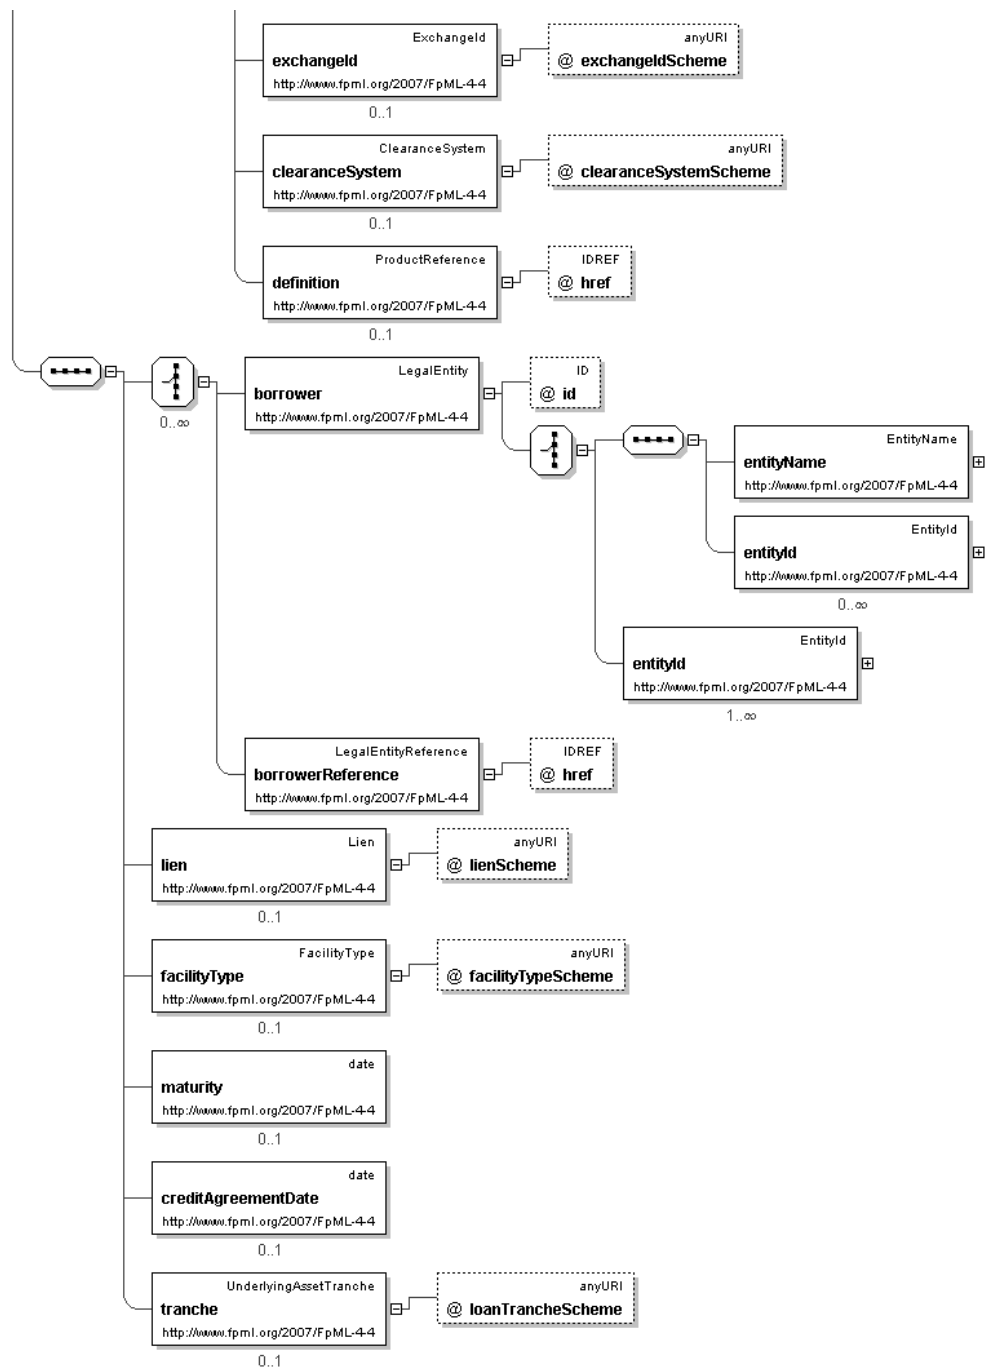 ExchangeId
exchangeId
http://www.fpml.org/2007/FpML-4-4
0..1
anyURI
@ exchangeIdScheme
ClearanceSystem
clearanceSystem
http://www.fpml.org/2007/FpML-4-4
0..1
anyURI
@ clearanceSystemScheme
ProductReference
definition
http://www.fpml.org/2007/FpML-4-4
0..1
IDREF
@ href
0..∞
LegalEntity
borrower
http://www.fpml.org/2007/FpML-4-4
ID
@ id
EntityName
entityName
http://www.fpml.org/2007/FpML-4-4
EntityId
entityId
http://www.fpml.org/2007/FpML-4-4
0..∞
EntityId
entityId
http://www.fpml.org/2007/FpML-4-4
1..∞
LegalEntityReference
borrowerReference
http://www.fpml.org/2007/FpML-4-4
IDREF
@ href
Lien
lien
http://www.fpml.org/2007/FpML-4-4
0..1
anyURI
@ lienScheme
FacilityType
facilityType
http://www.fpml.org/2007/FpML-4-4
0..1
anyURI
@ facilityTypeScheme
date
maturity
http://www.fpml.org/2007/FpML-4-4
0..1
date
creditAgreementDate
http://www.fpml.org/2007/FpML-4-4
0..1
UnderlyingAssetTranche
tranche
http://www.fpml.org/2007/FpML-4-4
0..1
anyURI
@ loanTrancheScheme